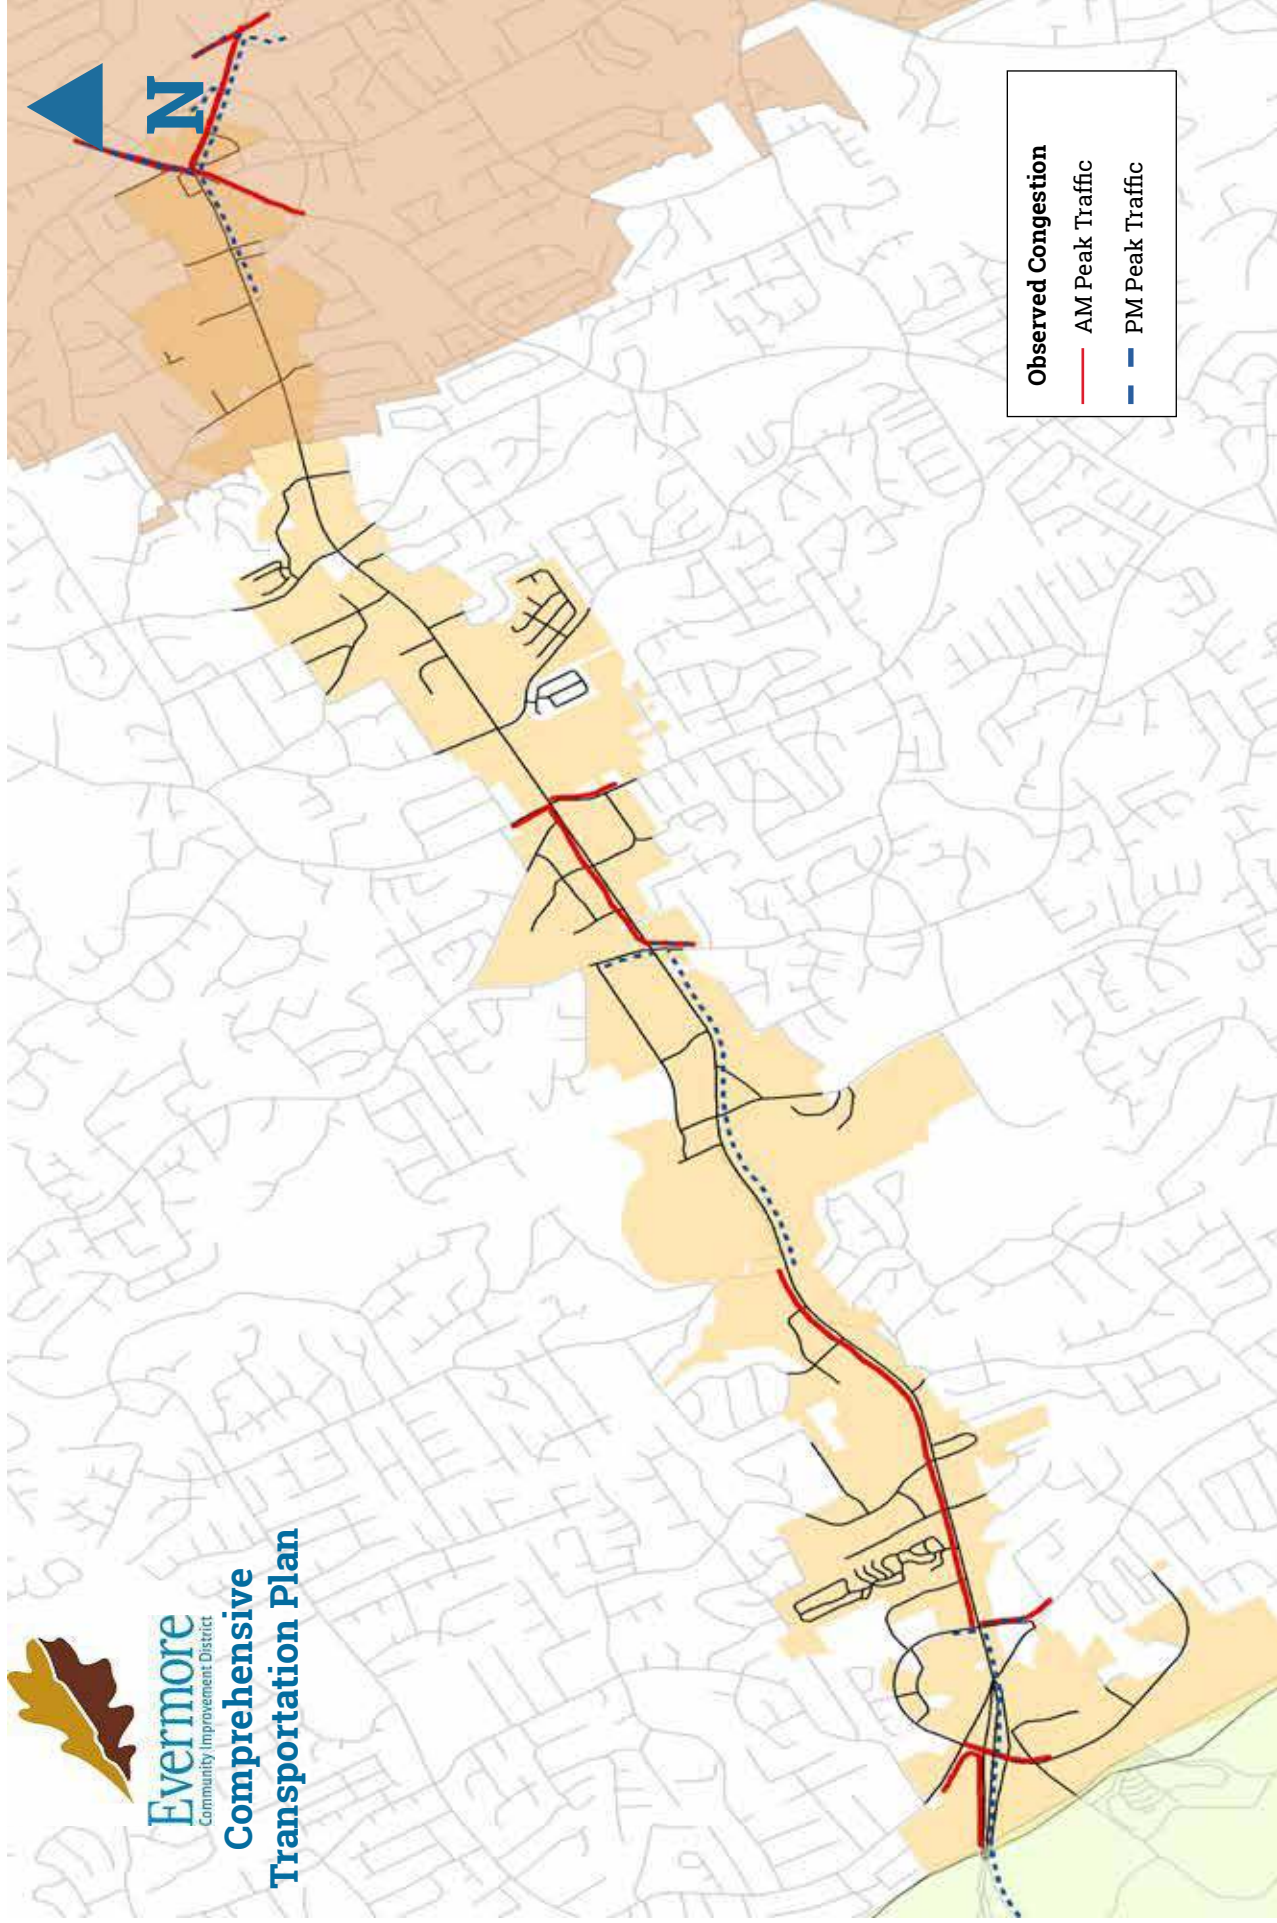 Evermore
Community Improvement District
Comprehensive
Transportation Plan
N
Observed Congestion
AM Peak Traffic
PM Peak Traffic